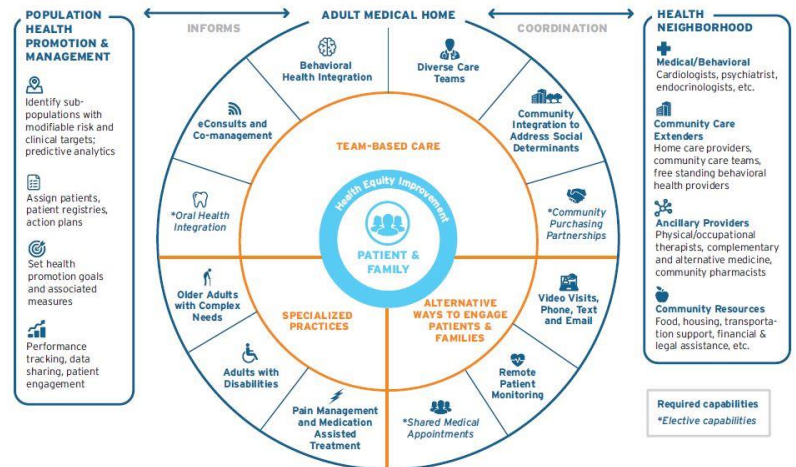 POPULATION
HEALTH
PROMOTION &
MANAGEMENT
Identify sub-
populations with
modifiable risk and
clinical targets;
predictive analytics
Assign patients,
patient registries,
action plans
Set health
promotion goals
and associated
measures
Performance
tracking, data
sharing, patient
engagement
INFORMS
ADULT MEDICAL HOME
COORDINATION
Behavioral
Health Integration
Diverse Care
Teams
eConsults and
Co-management
Community
Integration to
Address Social
Determinants
*Oral Health
Integration
*Community
Purchasing
Partnerships
TEAM-BASED CARE
Health Equity Improvement
PATIENT &
FAMILY
SPECIALIZED
PRACTICES
ALTERNATIVE
WAYS TO ENGAGE
PATIENTS &
FAMILIES
Older Adults
with Complex
Needs
Adults with
Disabilities
Pain Management
and Medication
Assisted
Treatment
*Shared Medical
Appointments
Remote
Patient
Monitoring
Video Visits,
Phone, Text
and Email
HEALTH
NEIGHBORHOOD
Medical/Behavioral
Cardiologists, psychiatrist,
endocrinologists, etc.
Community Care
Extenders
Home care providers,
community care teams,
free standing behavioral
health providers
Ancillary Providers
Physical/occupational
therapists, complementary
and alternative medicine,
community pharmacists
Community Resources
Food, housing, transporta-
tion support, financial &
legal assistance, etc.
Required capabilities
*Elective capabilities